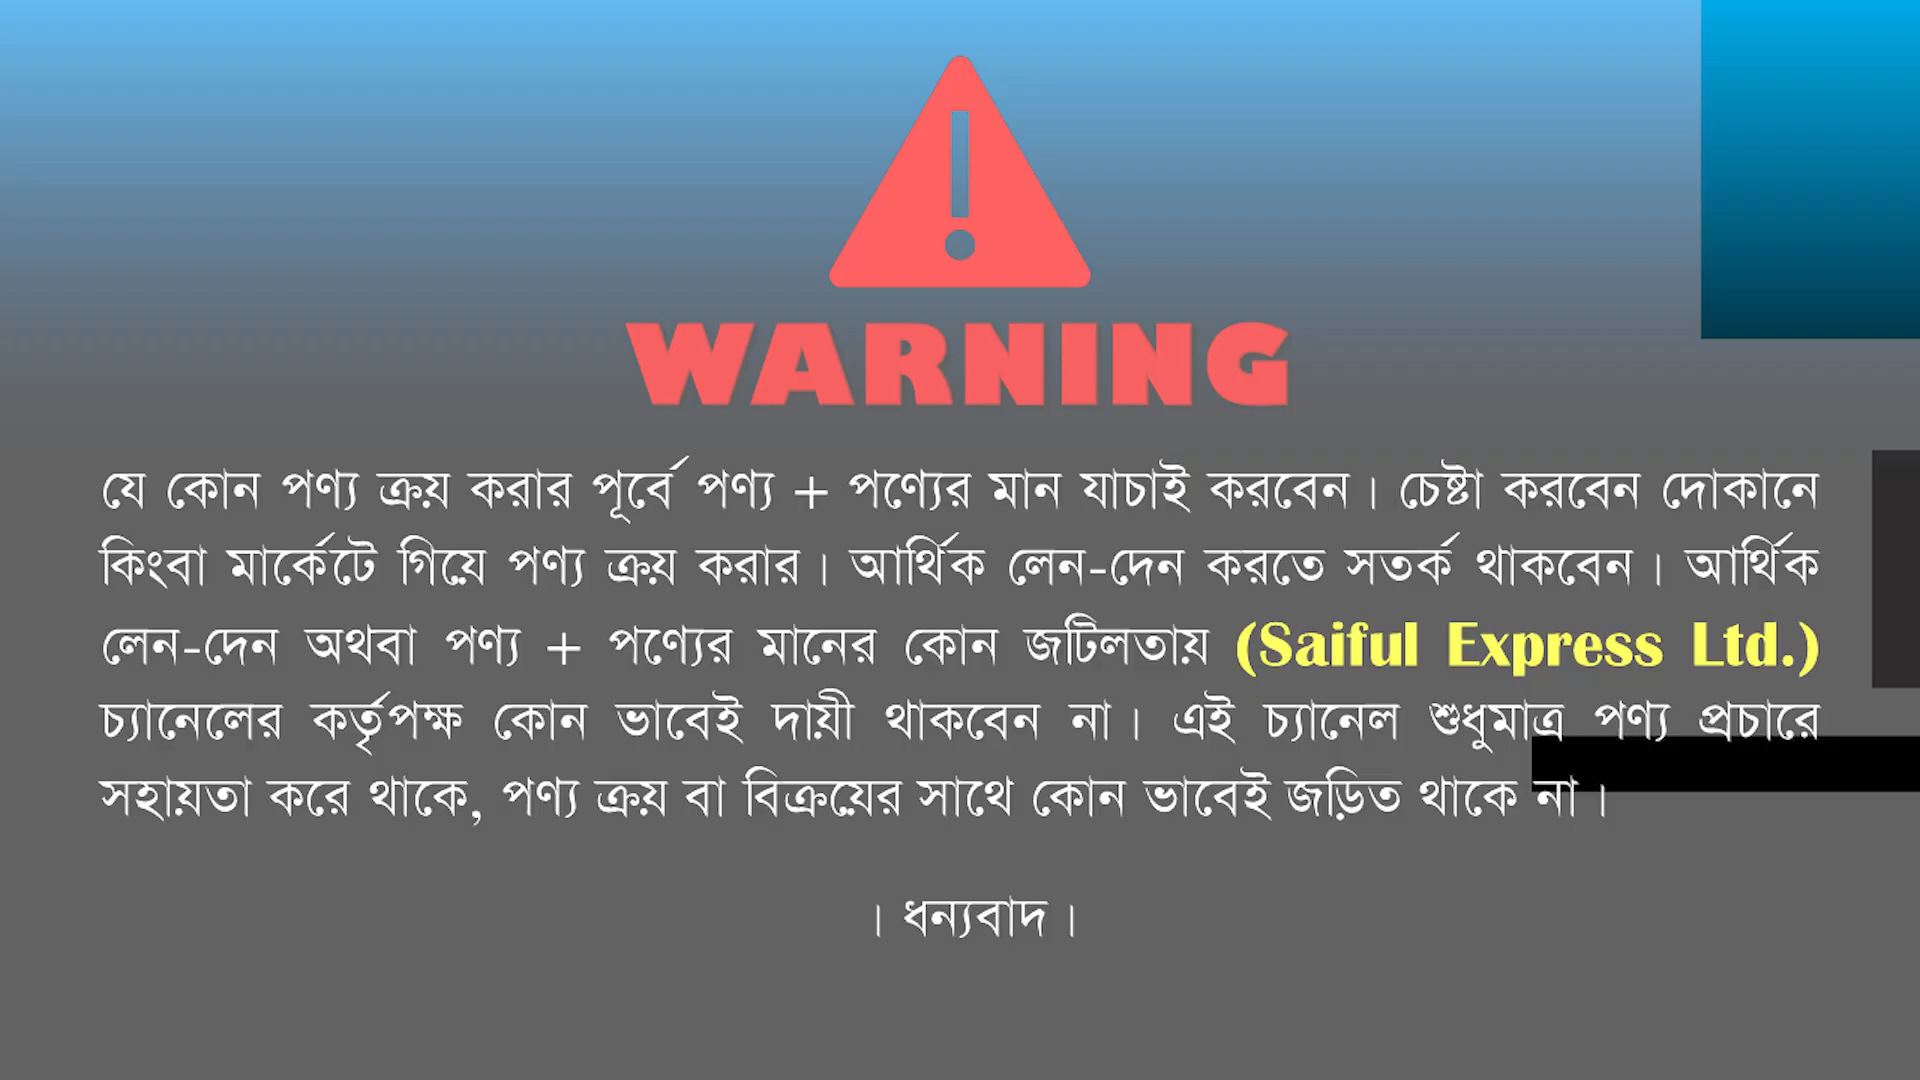 WARNING
যে কোন পণ্য ক্রয় করার পূর্বে পণ্য + পণ্যের মান যাচাই করবেন। চেষ্টা করবেন দোকানে
কিংবা মার্কেটে গিয়ে পণ্য ক্রয় করার। আর্থিক লেন-দেন করতে সতর্ক থাকবেন। আর্থিক
লেন-দেন অথবা পণ্য + পণ্যের মানের কোন জটিলতায় (Saiful Express Ltd.)
চ্যানেলের কর্তৃপক্ষ কোন ভাবেই দায়ী থাকবেন না। এই চ্যানেল শুধুমাত্র পণ্য প্রচারে
সহায়তা করে থাকে, পণ্য ক্রয় বা বিক্রয়ের সাথে কোন ভাবেই জড়িত থাকে না।
। ধন্যবাদ।